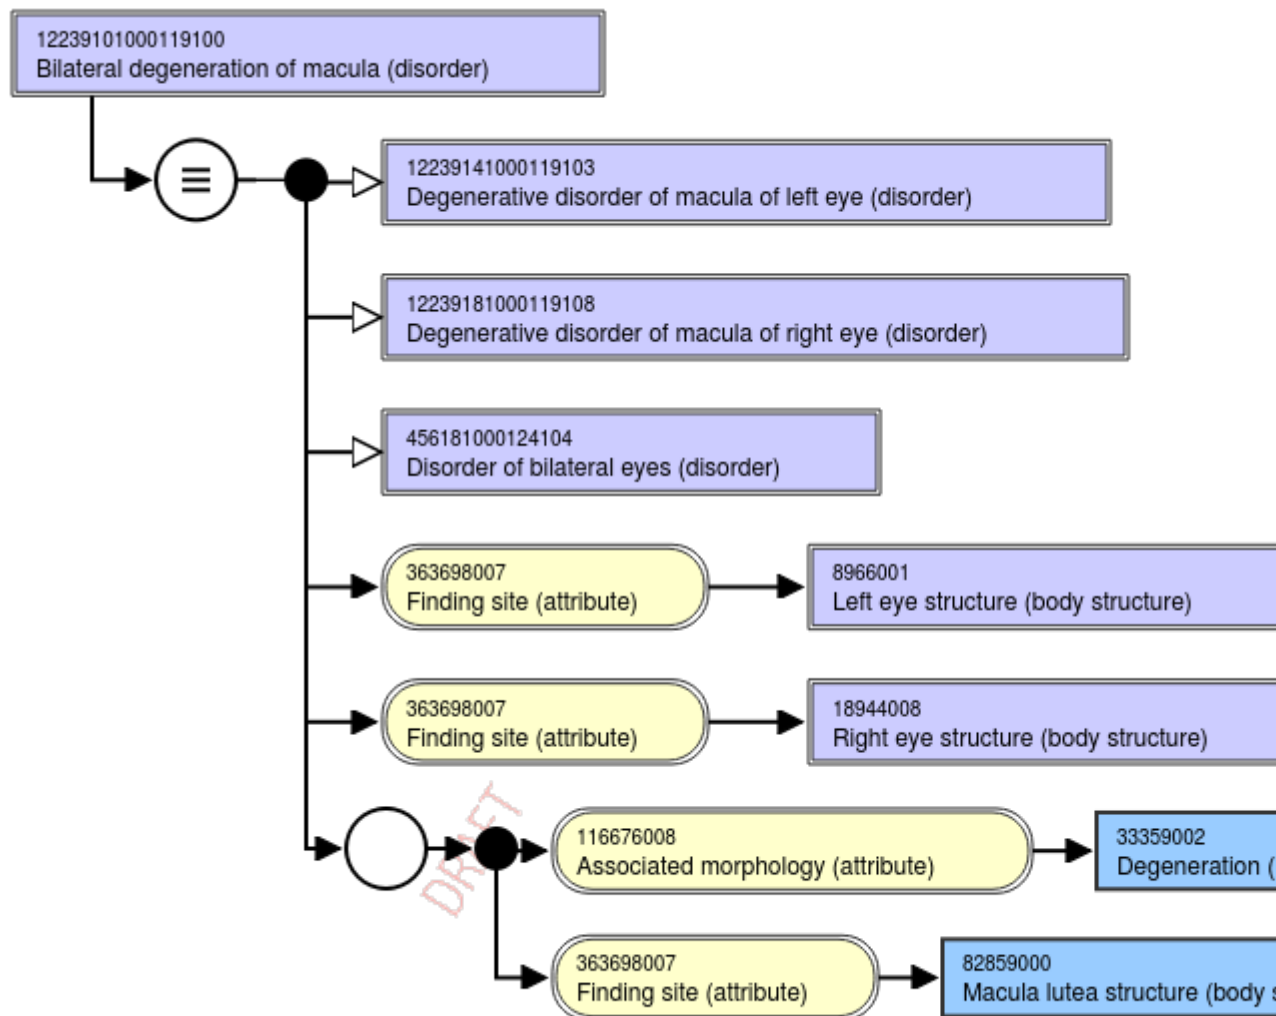 12239101000119100
Bilateral degeneration of macula (disorder)
12239141000119103
Degenerative disorder of macula of left eye (disorder)
12239181000119108
Degenerative disorder of macula of right eye (disorder)
456181000124104
Disorder of bilateral eyes (disorder)
363698007
Finding site (attribute)
8966001
Left eye structure (body structure)
363698007
Finding site (attribute)
18944008
Right eye structure (body structure)
DRAFT
116676008
Associated morphology (attribute)
33359002
Degeneration (
363698007
Finding site (attribute)
82859000
Macula lutea structure (body s